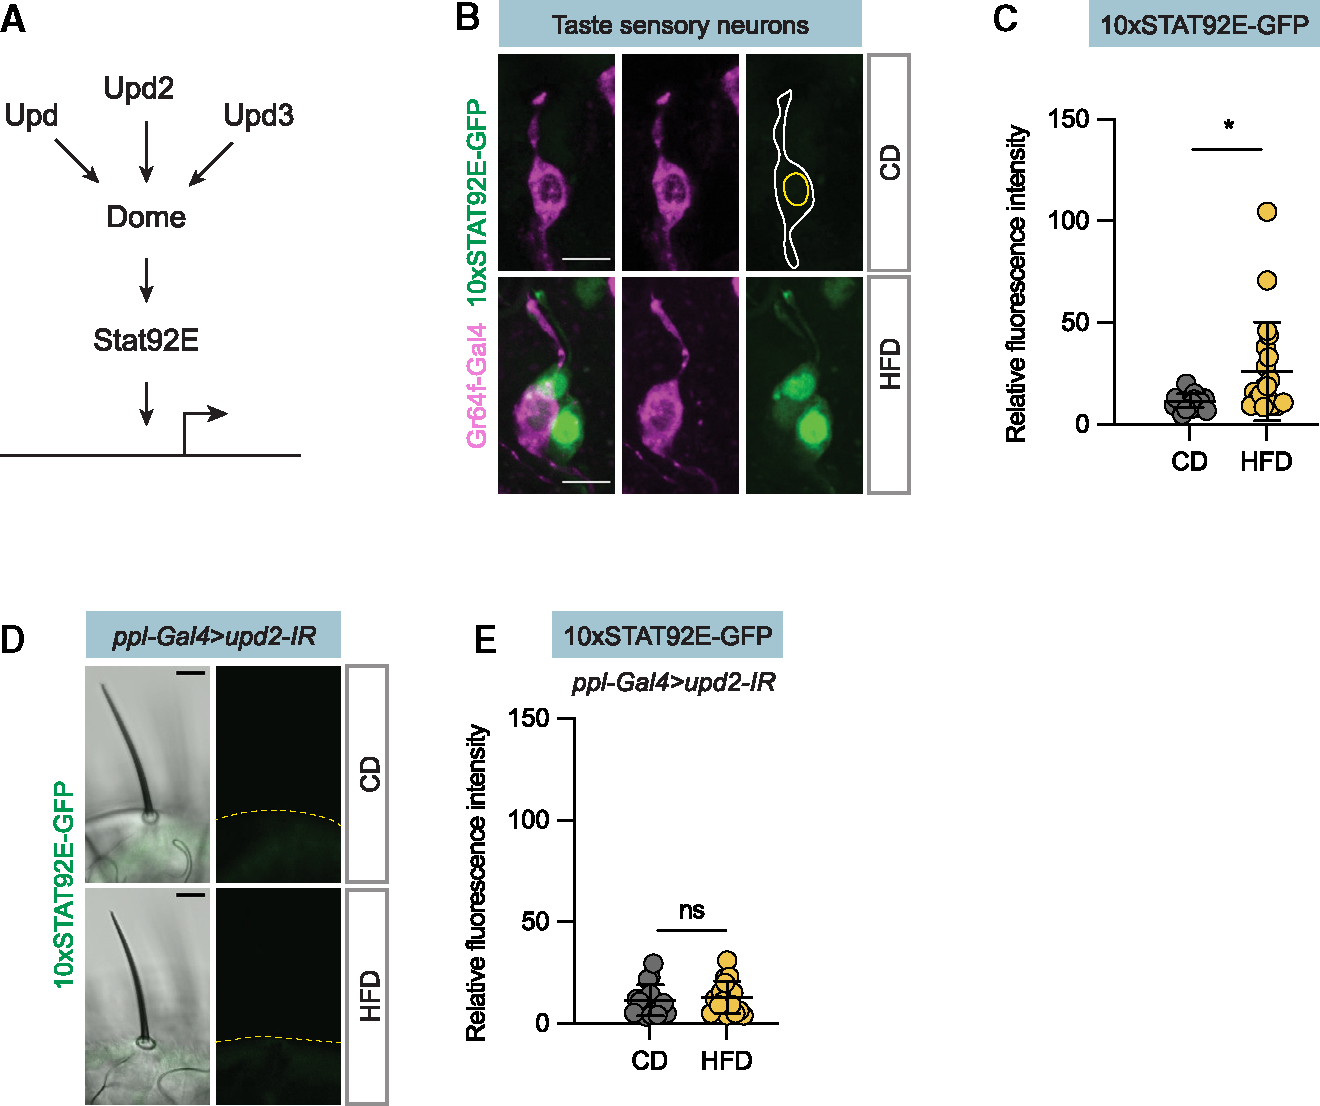 A
Upd
Upd2
Upd3
Dome
Stat92E
B
Taste sensory neurons
Gr64f-Gal4 10xSTAT92E-GFP
CD
HFD
C
10xSTAT92E-GFP
Relative fluorescence intensity
150
100
50
0
*
CD
HFD
D
ppl-Gal4>upd2-IR
10xSTAT92E-GFP
CD
HFD
E
10xSTAT92E-GFP
ppl-Gal4>upd2-IR
Relative fluorescence intensity
150
100
50
0
ns
CD
HFD